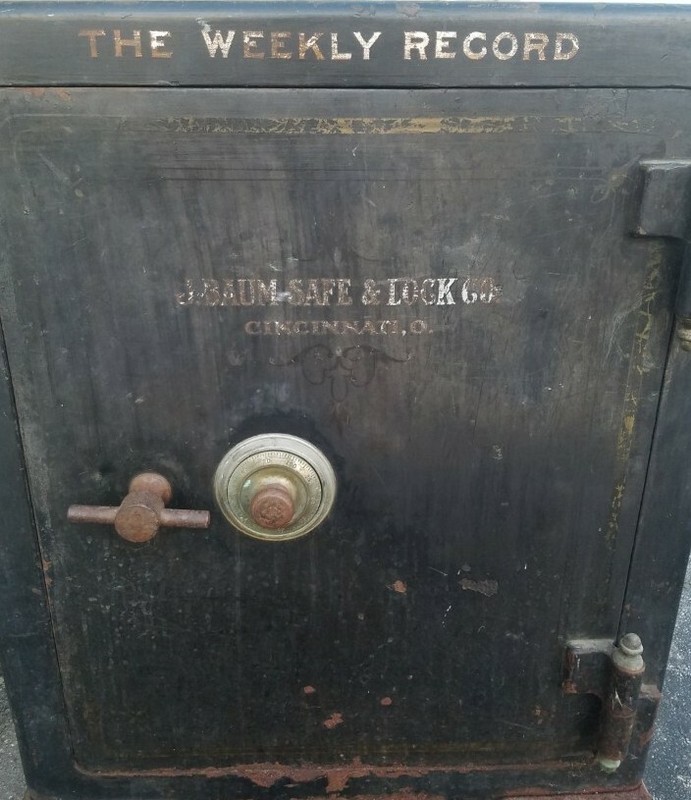 THE WEEKLY RECORD
J. BAUM SAFE & LOCK CO.
CINCINNATI, O.